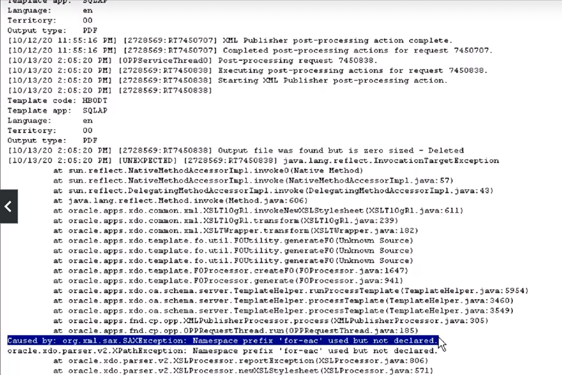 Template app: SQLAP
Language: en
Territory: 00
Output type: PDF
[10/12/20 11:55:16 PM] [2728569:RT7450707] XML Publisher post-processing action complete.
[10/12/20 11:55:16 PM] [2728569:RT7450707] Completed post-processing actions for request 7450707.
[10/13/20 2:05:20 PM] [OPPServiceThread0] Post-processing request 7450838.
[10/13/20 2:05:20 PM] [2728569:RT7450838] Executing post-processing actions for request 7450838.
[10/13/20 2:05:20 PM] [2728569:RT7450838] Starting XML Publisher post-processing action.
[10/13/20 2:05:20 PM] [2728569:RT7450838]
Template code: HBODT
Template app: SQLAP
Language: en
Territory: 00
Output type: PDF
[10/13/20 2:05:20 PM] [2728569:RT7450838] Output file was found but is zero sized - Deleted
[10/13/20 2:05:20 PM] [UNEXPECTED] [2728569:RT7450838] java.lang.reflect.InvocationTargetException
at sun.reflect.NativeMethodAccessorImpl.invoke0(Native Method)
at sun.reflect.NativeMethodAccessorImpl.invoke(NativeMethodAccessorImpl.java:57)
at sun.reflect.DelegatingMethodAccessorImpl.invoke(DelegatingMethodAccessorImpl.java:43)
at java.lang.reflect.Method.invoke(Method.java:606)
at oracle.apps.xdo.common.xml.XSLT10gR1.invokeNewXSLStylesheet(XSLT10gR1.java:611)
at oracle.apps.xdo.common.xml.XSLT10gR1.transform(XSLT10gR1.java:239)
at oracle.apps.xdo.common.xml.XSLTWrapper.transform(XSLTWrapper.java:182)
at oracle.apps.xdo.template.fo.util.FOUtility.generateFO(Unknown Source)
at oracle.apps.xdo.template.fo.util.FOUtility.generateFO(Unknown Source)
at oracle.apps.xdo.template.FOProcessor.createFO(FOProcessor.java:1647)
at oracle.apps.xdo.template.FOProcessor.generate(FOProcessor.java:941)
at oracle.apps.xdo.oa.schema.server.TemplateHelper.runProcessTemplate(TemplateHelper.java:5954)
at oracle.apps.xdo.oa.schema.server.TemplateHelper.processTemplate(TemplateHelper.java:3460)
at oracle.apps.xdo.oa.schema.server.TemplateHelper.processTemplate(TemplateHelper.java:3549)
at oracle.apps.fnd.cp.opp.XMLPublisherProcessor.process(XMLPublisherProcessor.java:305)
at oracle.apps.fnd.cp.opp.OPPRequestThread.run(OPPRequestThread.java:185)
Caused by: org.xml.sax.SAXException: Namespace prefix 'for-eac' used but not declared.
oracle.xdo.parser.v2.XPathException: Namespace prefix 'for-eac' used but not declared.
at oracle.xdo.parser.v2.XSLProcessor.reportException(XSLProcessor.java:806)
at oracle.xdo.parser.v2.XSLProcessor.newXSLStylesheet(XSLProcessor.java:571)